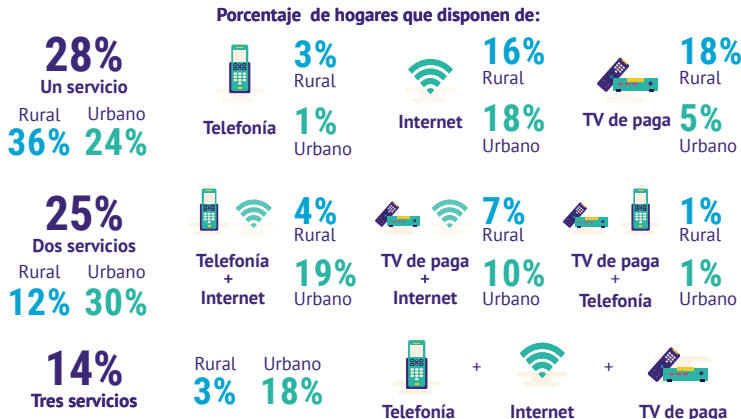 Porcentaje de hogares que disponen de:
28%
Un servicio
Rural Urbano
36% 24%
Telefonía
3%
Rural
1%
Urbano
Internet
16%
Rural
18%
Urbano
TV de paga
18%
Rural
5%
Urbano
25%
Dos servicios
Rural Urbano
12% 30%
Telefonía
+
Internet
4%
Rural
19%
Urbano
TV de paga
+
Internet
7%
Rural
10%
Urbano
TV de paga
+
Telefonía
1%
Rural
1%
Urbano
14%
Tres servicios
Rural Urbano
3% 18%
+ +
Telefonía Internet TV de paga